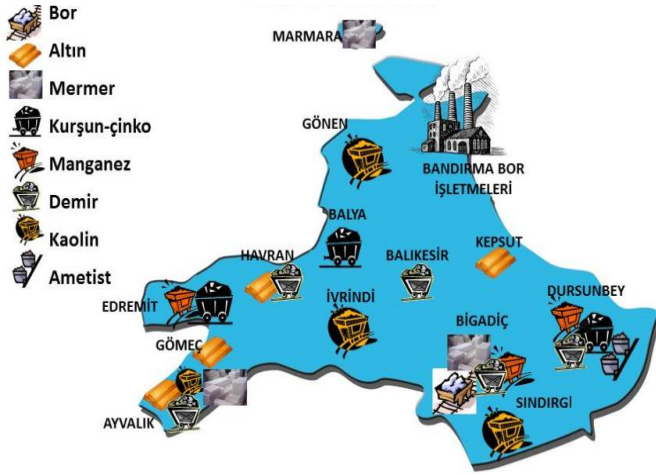 Bor
Altın
Mermer
Kurşun-çinko
Manganez
Demir
Kaolin
Ametist
MARMARA
GÖNEN
BANDIRMA BOR
İŞLETMELERİ
BALYA
HAVRAN
BALIKESİR
KEPSUT
EDREMİT
İVRİNDİ
DURSUNBEY
GÖMEÇ
BİGADİÇ
AYVALIK
SINDIRGİ